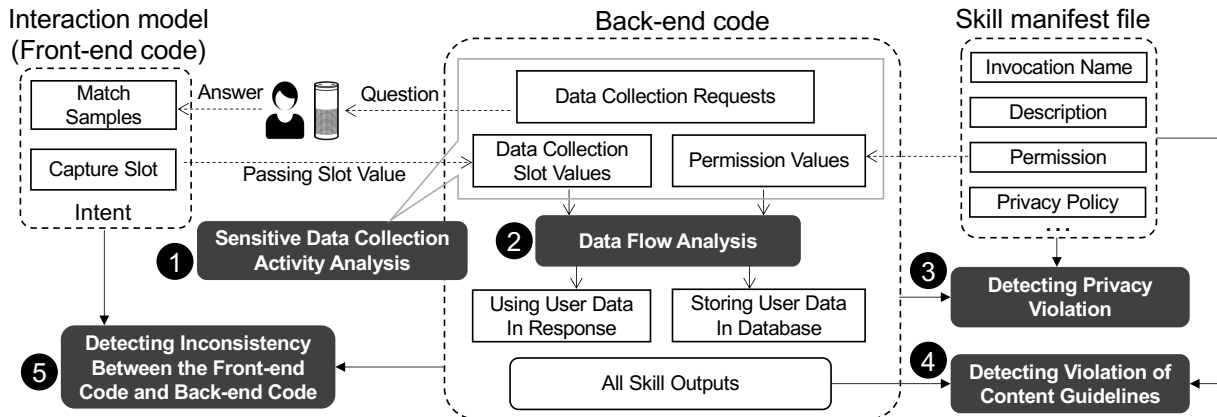 Interaction model
(Front-end code)
Match
Samples
Capture Slot
Intent
Answer
Question
Passing Slot Value
Back-end code
Data Collection Requests
Data Collection
Slot Values
Permission Values
Skill manifest file
Invocation Name
Description
Permission
Privacy Policy
...
1
Sensitive Data Collection
Activity Analysis
2
Data Flow Analysis
Using User Data
In Response
Storing User Data
In Database
All Skill Outputs
3
Detecting Privacy
Violation
4
Detecting Violation of
Content Guidelines
5
Detecting Inconsistency
Between the Front-end
Code and Back-end Code